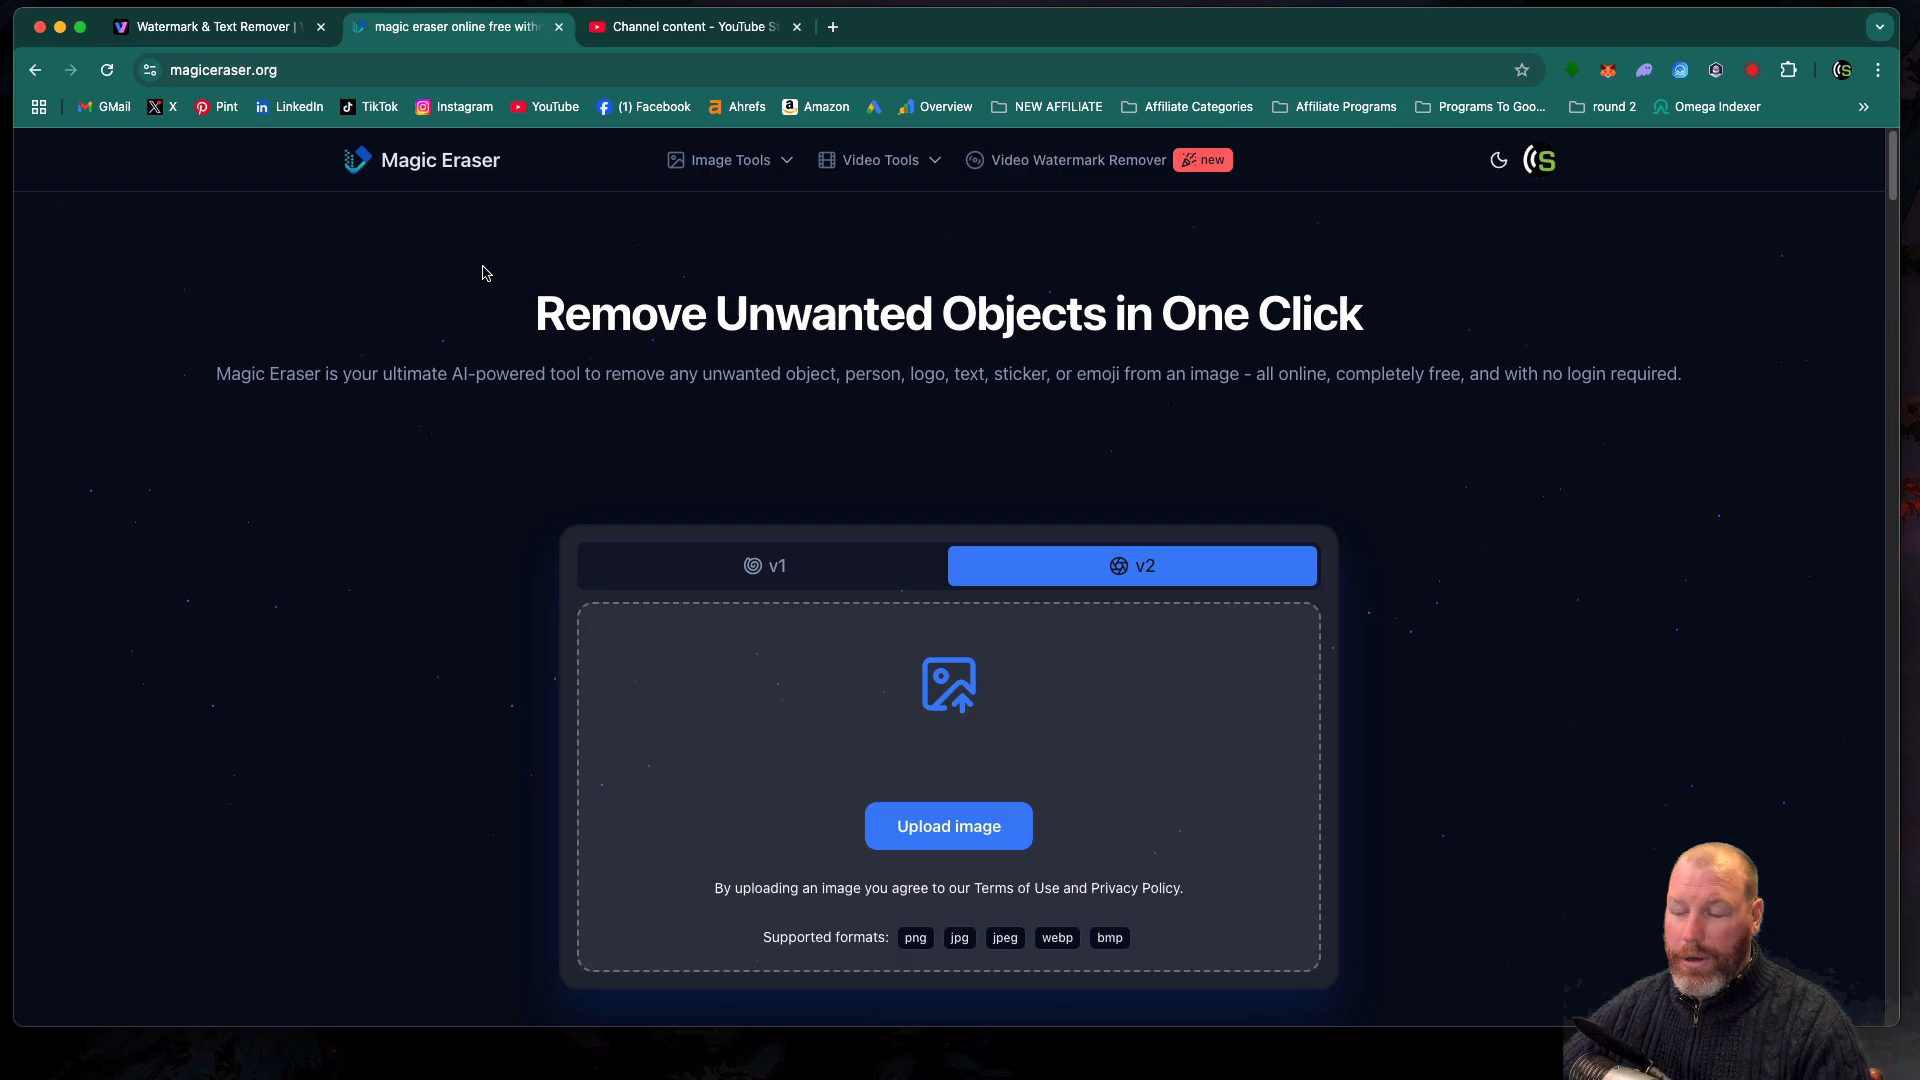 Watermark & Text Remover |
magic eraser online free with
Channel content - YouTube S
magiceraser.org
GMail
X
Pint
LinkedIn
TikTok
Instagram
YouTube
(1) Facebook
Ahrefs
Amazon
Overview
NEW AFFILIATE
Affiliate Categories
Affiliate Programs
Programs To Goo...
round 2
Omega Indexer
Magic Eraser
Image Tools
Video Tools
Video Watermark Remover
new
Remove Unwanted Objects in One Click
Magic Eraser is your ultimate AI-powered tool to remove any unwanted object, person, logo, text, sticker, or emoji from an image - all online, completely free, and with no login required.
v1
v2
Upload image
By uploading an image you agree to our Terms of Use and Privacy Policy.
Supported formats: png jpg jpeg webp bmp